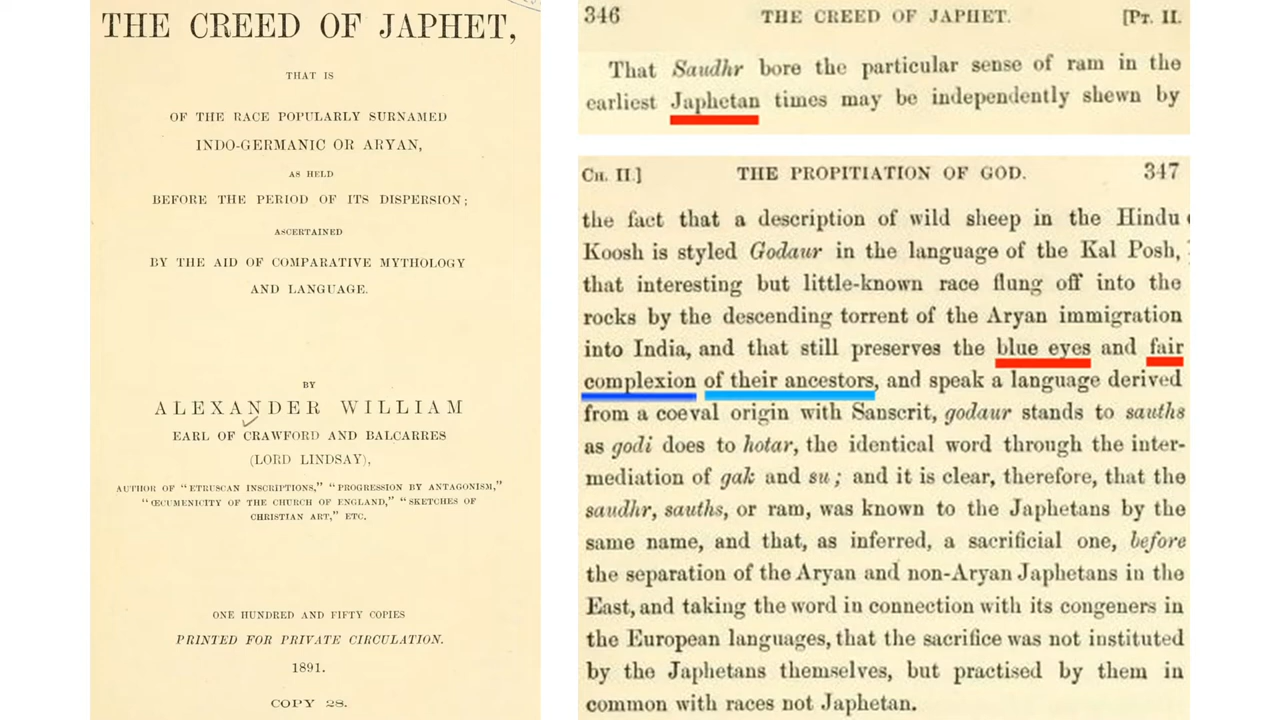 THE CREED OF JAPHET,
THAT IS
OF THE RACE POPULARLY SURNAMED
INDO-GERMANIC OR ARYAN,
AS HELD
BEFORE THE PERIOD OF ITS DISPERSION;
ASCERTAINED
BY THE AID OF COMPARATIVE MYTHOLOGY
AND LANGUAGE.
BY
ALEXANDER WILLIAM
EARL OF CRAWFORD AND BALCARRES
(LORD LINDSAY),
AUTHOR OF "ETRUSCAN INSCRIPTIONS," "PROGRESSION BY ANTAGONISM,"
"ŒCUMENICITY OF THE CHURCH OF ENGLAND," "SKETCHES OF
CHRISTIAN ART," ETC.
ONE HUNDRED AND FIFTY COPIES
PRINTED FOR PRIVATE CIRCULATION.
1891.
COPY 28.
346 THE CREED OF JAPHET. [PT. II.
That Saudhr bore the particular sense of ram in the
earliest Japhetan times may be independently shewn by
CH. II.] THE PROPITIATION OF GOD. 347
the fact that a description of wild sheep in the Hindu
Koosh is styled Godaur in the language of the Kal Posh,
that interesting but little-known race flung off into the
rocks by the descending torrent of the Aryan immigration
into India, and that still preserves the blue eyes and fair
complexion of their ancestors, and speak a language derived
from a coeval origin with Sanscrit, godaur stands to sauths
as godi does to hotar, the identical word through the inter-
mediation of gak and su; and it is clear, therefore, that the
saudhr, sauths, or ram, was known to the Japhetans by the
same name, and that, as inferred, a sacrificial one, before
the separation of the Aryan and non-Aryan Japhetans in the
East, and taking the word in connection with its congeners in
the European languages, that the sacrifice was not instituted
by the Japhetans themselves, but practised by them in
common with races not Japhetan.